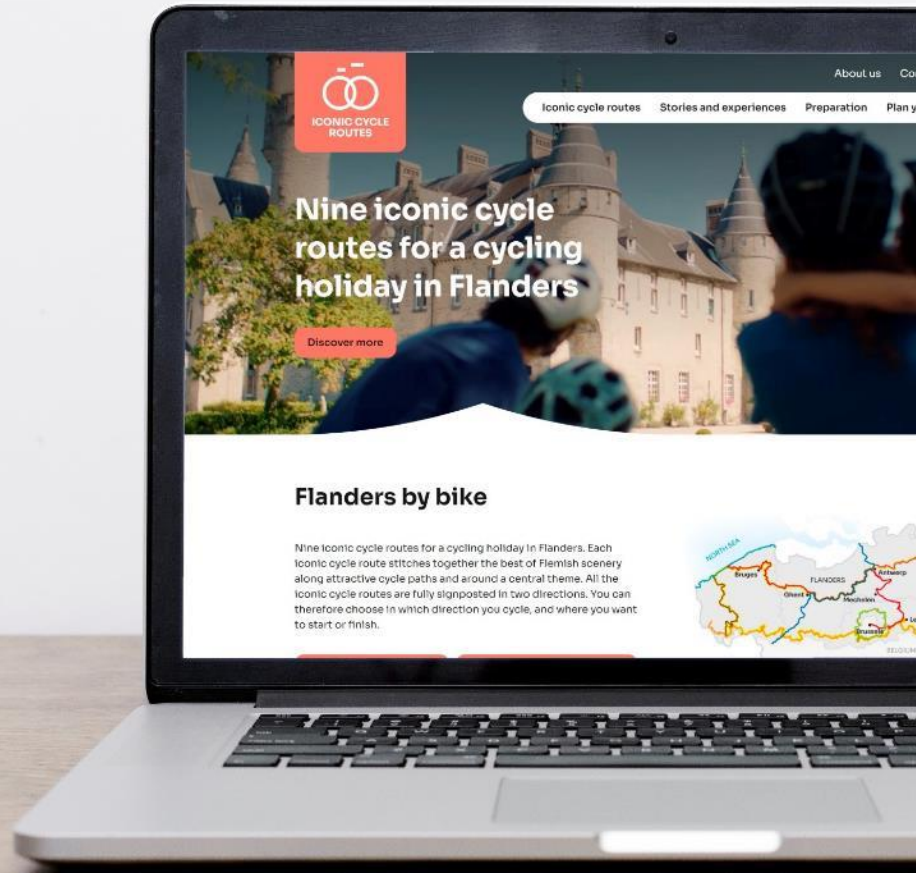 About us
ICONIC CYCLE
ROUTES
Iconic cycle routes Stories and experiences Preparation Plan y
Nine iconic cycle
routes for a cycling
holiday in Flanders
Discover more
Flanders by bike
Nine iconic cycle routes for a cycling holiday in Flanders. Each
iconic cycle route stitches together the best of Flemish scenery
along attractive cycle paths and around a central theme. All the
iconic cycle routes are fully signposted in two directions. You can
therefore choose in which direction you cycle, and where you want
to start or finish.
NORTH SEA
Bruges
FLANDERS
Antwerp
Ghent
Mechelen
Brussels
BELGIUM